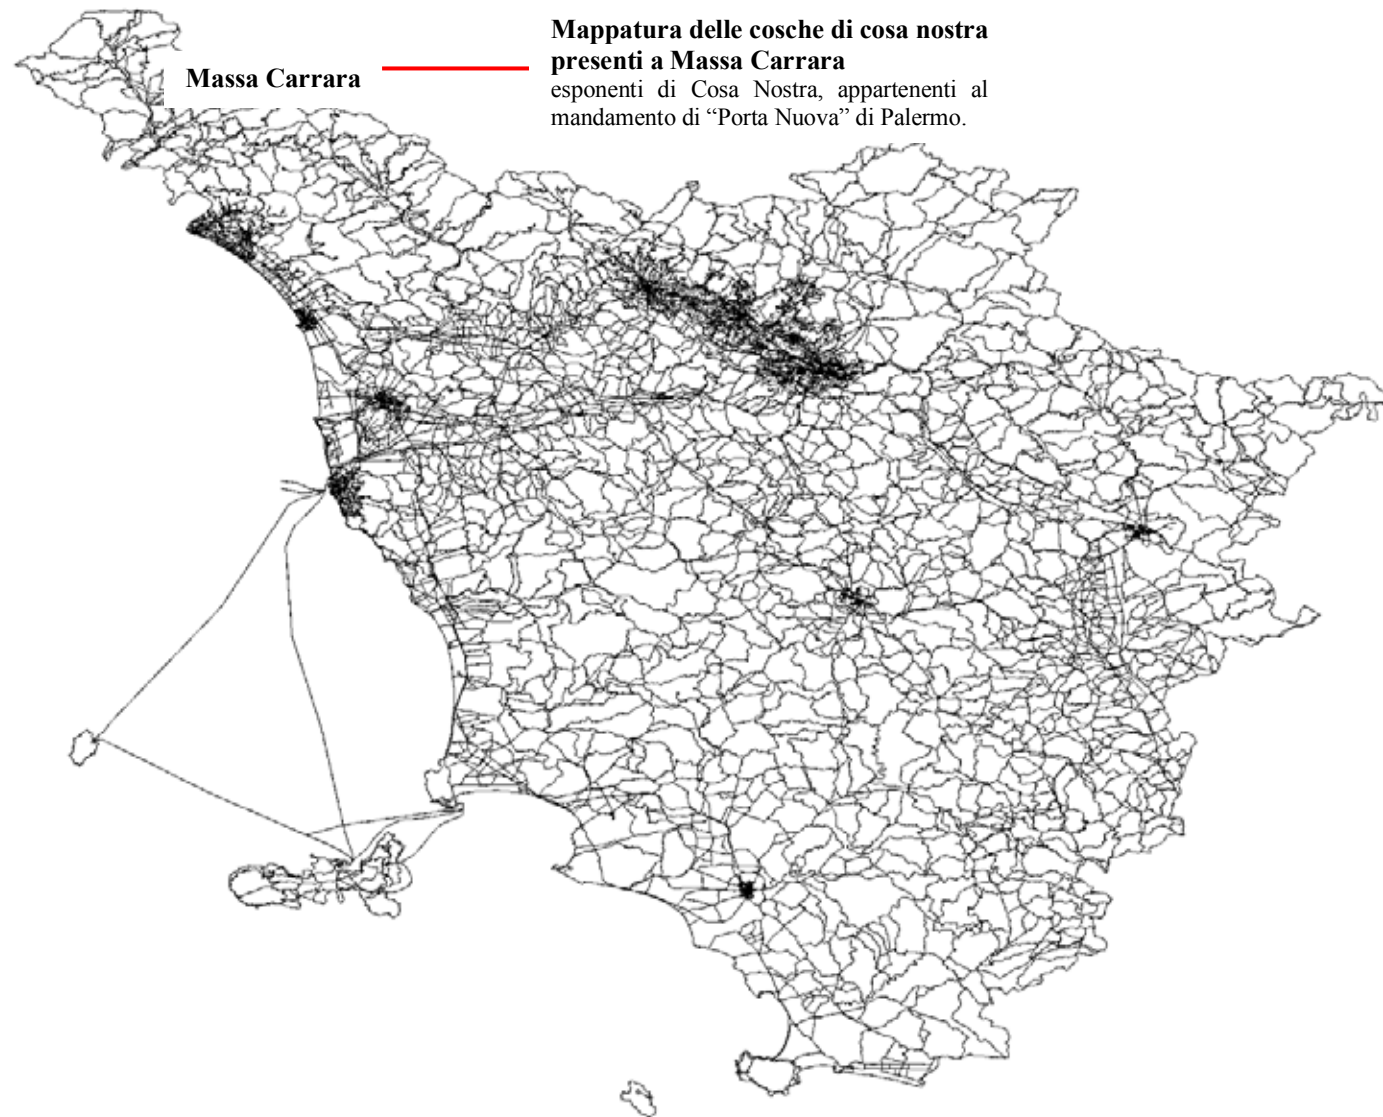 Massa Carrara
Mappatura delle cosche di cosa nostra
presenti a Massa Carrara
esponenti di Cosa Nostra, appartenenti al
mandamento di “Porta Nuova” di Palermo.